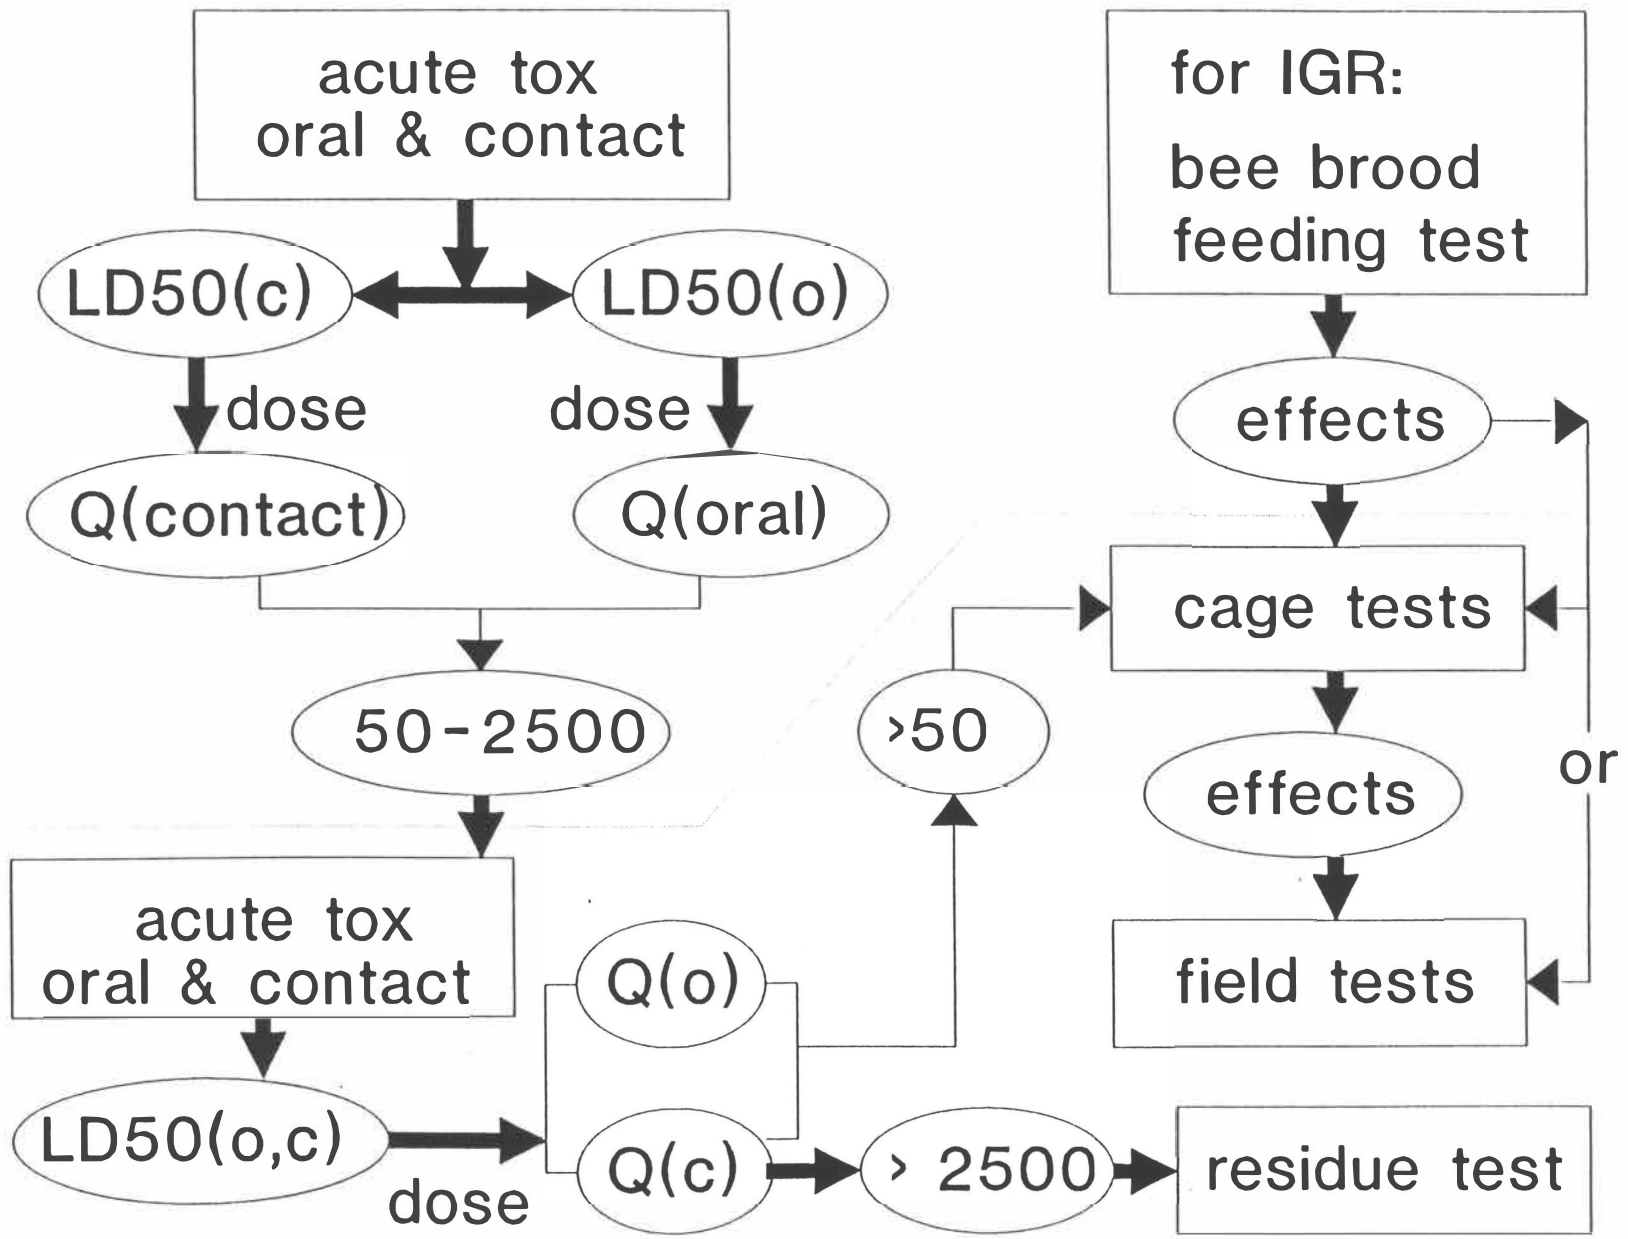 acute tox
oral & contact
LD50(c)
LD50(o)
dose
dose
Q(contact)
Q(oral)
50-2500
acute tox
oral & contact
LD50(o,c)
dose
Q(o)
Q(c)
>50
> 2500
residue test
for IGR:
bee brood
feeding test
effects
cage tests
effects
or
field tests